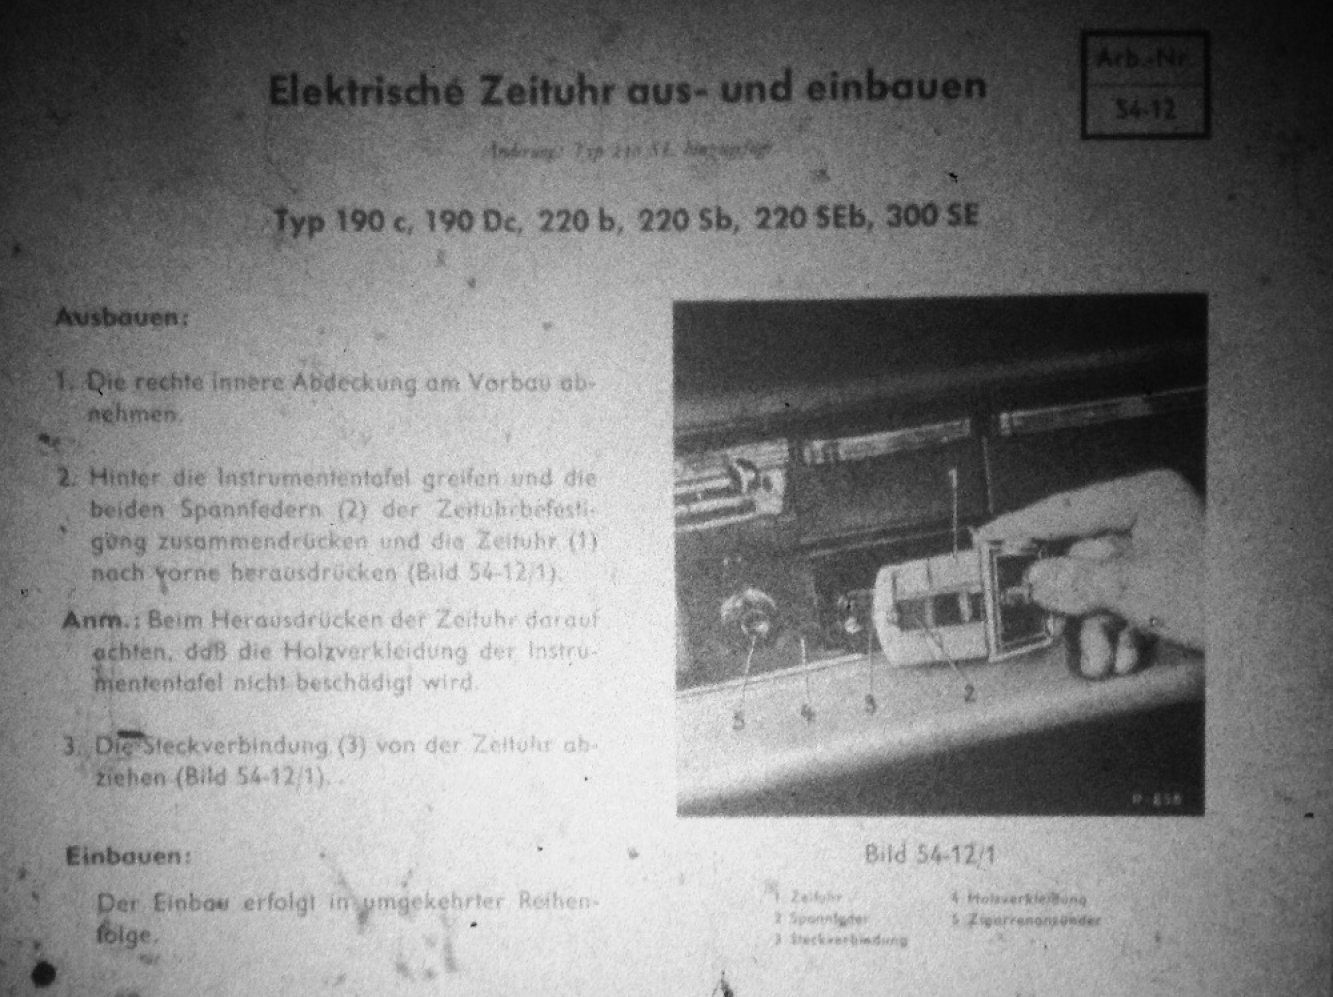 Elektrische Zeituhr aus- und einbauen
Arb.-Nr.
54-12
Änderung: Typ SE hinzugefügt
Typ 190 c, 190 Dc, 220 b, 220 Sb, 220 SEb, 300 SE
Ausbauen:
1. Die rechte innere Abdeckung am Vorbau ab-
nehmen.
2. Hinter die Instrumententafel greifen und die
beiden Spannfedern (2) der Zeituhrbefesti-
gung zusammendrücken und die Zeituhr (1)
nach vorne herausdrücken (Bild 54-12/1).
Anm.: Beim Herausdrücken der Zeituhr darauf
achten, daß die Holzverkleidung der Instru-
mententafel nicht beschädigt wird.
3. Die Steckverbindung (3) von der Zeituhr ab-
ziehen (Bild 54-12/1).
Einbauen:
Der Einbau erfolgt in umgekehrter Reihen-
folge.
1
2
3
4
5
Bild 54-12/1
1 Zeituhr
2 Spannfeder
3 Steckverbindung
4 Holzverkleidung
5 Zigarrenanzünder